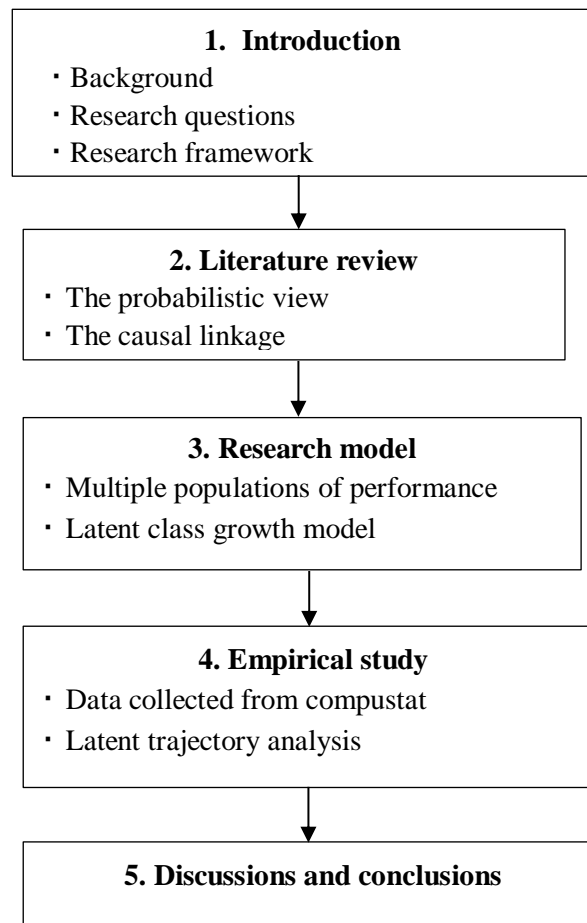 1. Introduction
・Background
・Research questions
・Research framework
2. Literature review
・The probabilistic view
・The causal linkage
3. Research model
・Multiple populations of performance
・Latent class growth model
4. Empirical study
・Data collected from compustat
・Latent trajectory analysis
5. Discussions and conclusions